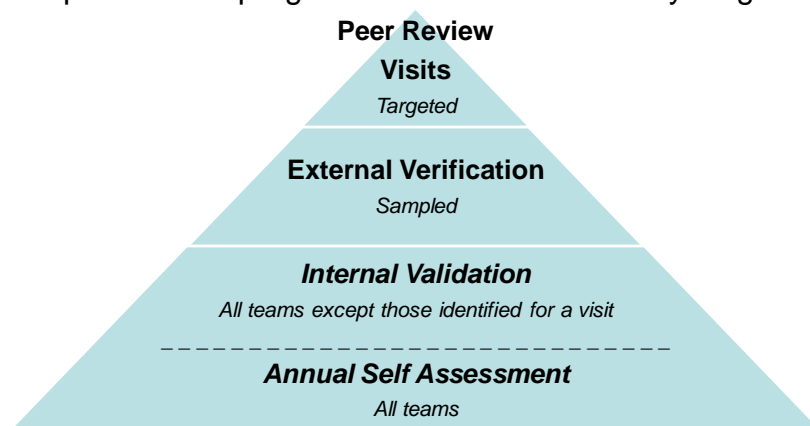 Peer Review
Visits
Targeted
External Verification
Sampled
Internal Validation
All teams except those identified for a visit
Annual Self Assessment
All teams